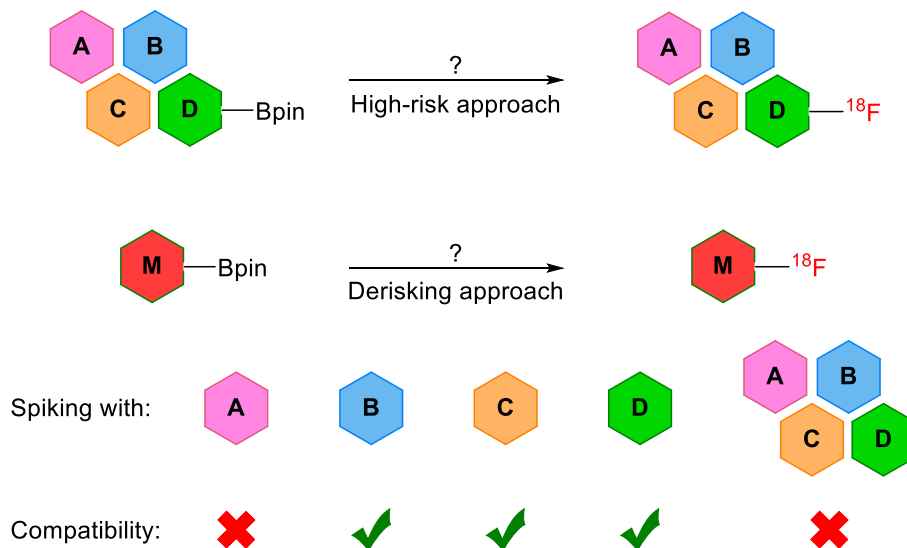 A B A B
?
C D Bpin High-risk approach C D ¹⁸F
?
M Bpin M ¹⁸F
Derisking approach
A B
Spiking with: A B C D
C D
Compatibility: